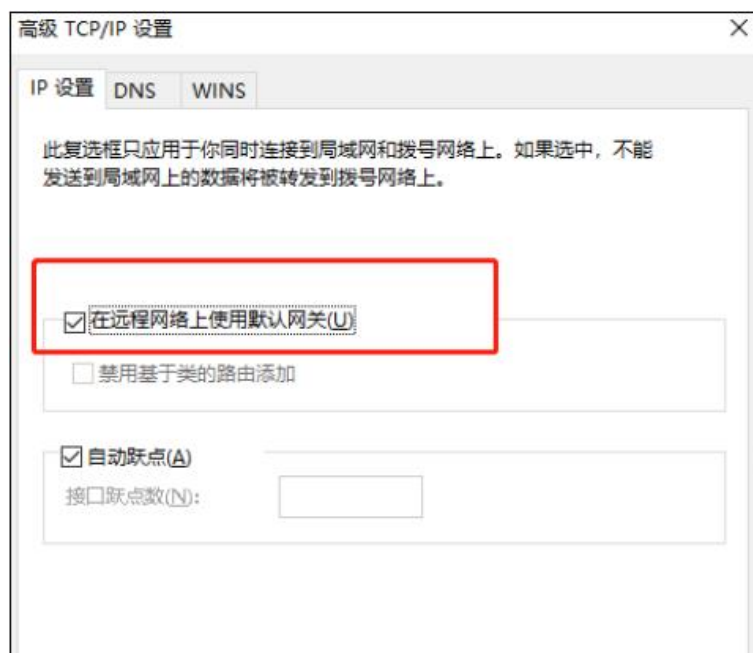 高级 TCP/IP 设置
IP 设置 DNS WINS
此复选框只应用于你同时连接到局域网和拨号网络上。如果选中，不能
发送到局域网上的数据将被转发到拨号网络上。
在远程网络上使用默认网关(U)
禁用基于类的路由添加
自动跃点(A)
接口跃点数(N):